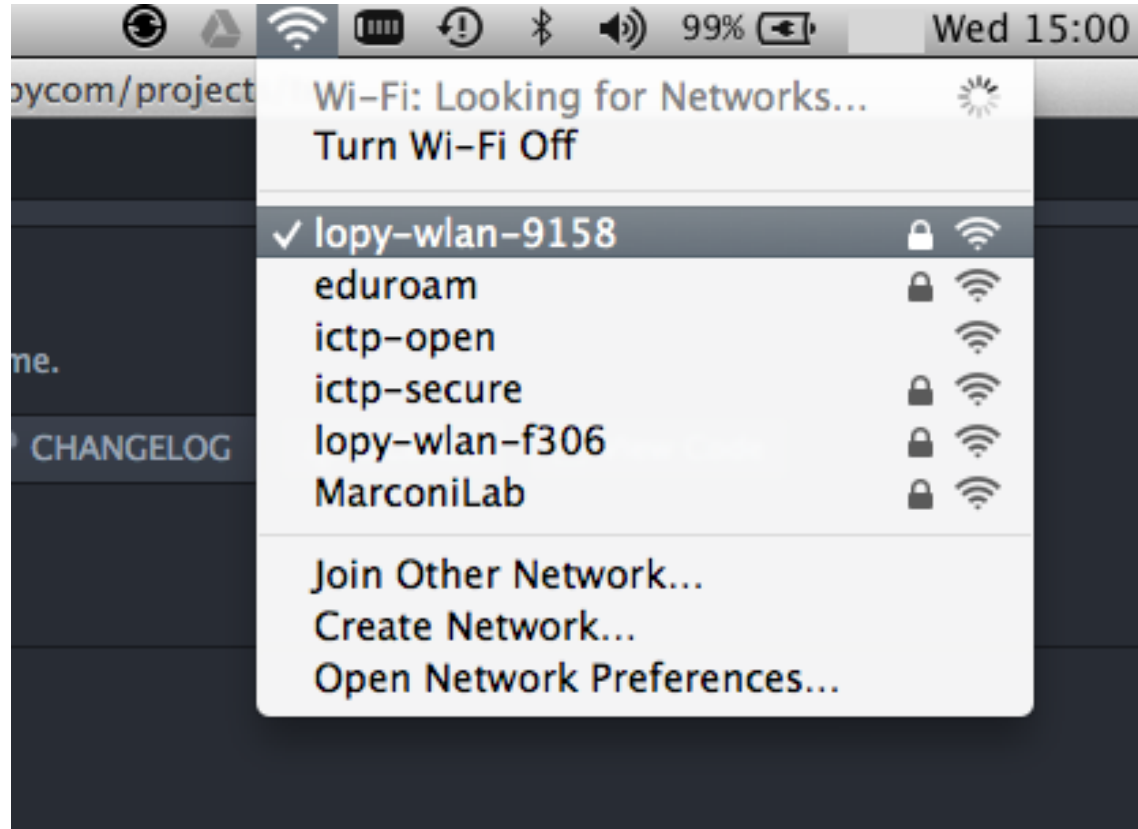 99% Wed 15:00
pycom/project
Wi-Fi: Looking for Networks...
Turn Wi-Fi Off
✓ lopy-wlan-9158
eduroam
ictp-open
me.
ictp-secure
CHANGELOG
lopy-wlan-f306
MarconiLab
Join Other Network...
Create Network...
Open Network Preferences...